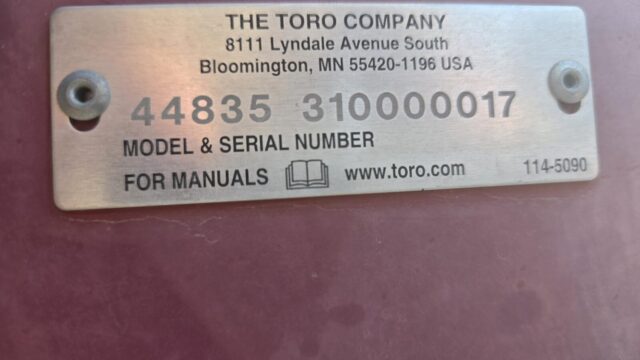 THE TORO COMPANY
8111 Lyndale Avenue South
Bloomington, MN 55420-1196 USA
44835 310000017
MODEL & SERIAL NUMBER
FOR MANUALS www.toro.com 114-5090